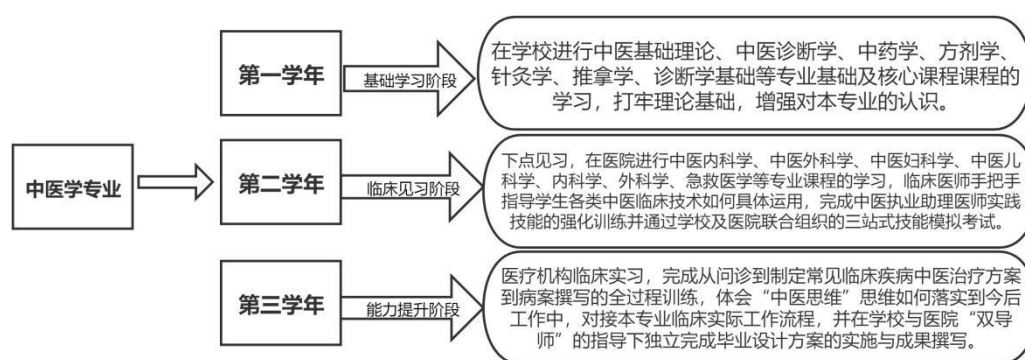 中医学专业
第一学年
基础学习阶段
在学校进行中医基础理论、中医诊断学、中药学、方剂学、
针灸学、推拿学、诊断学基础等专业基础及核心课程课程的
学习，打牢理论基础，增强对本专业的认识。
第二学年
临床见习阶段
下点见习，在医院进行中医内科学、中医外科学、中医妇科学、中医儿
科学、内科学、外科学、急救医学等专业课程的学习，临床医师手把手
指导学生各类中医临床技术如何具体运用，完成中医执业助理医师实践
技能的强化训练并通过学校及医院联合组织的三站式技能模拟考试。
第三学年
能力提升阶段
医疗机构临床实习，完成从问诊到制定常见临床疾病中医治疗方案
到病案撰写的全过程训练，体会“中医思维”思维如何落实到今后
工作中，对接本专业临床实际工作流程，并在学校与医院“双导
师”的指导下独立完成毕业设计方案的实施与成果撰写。